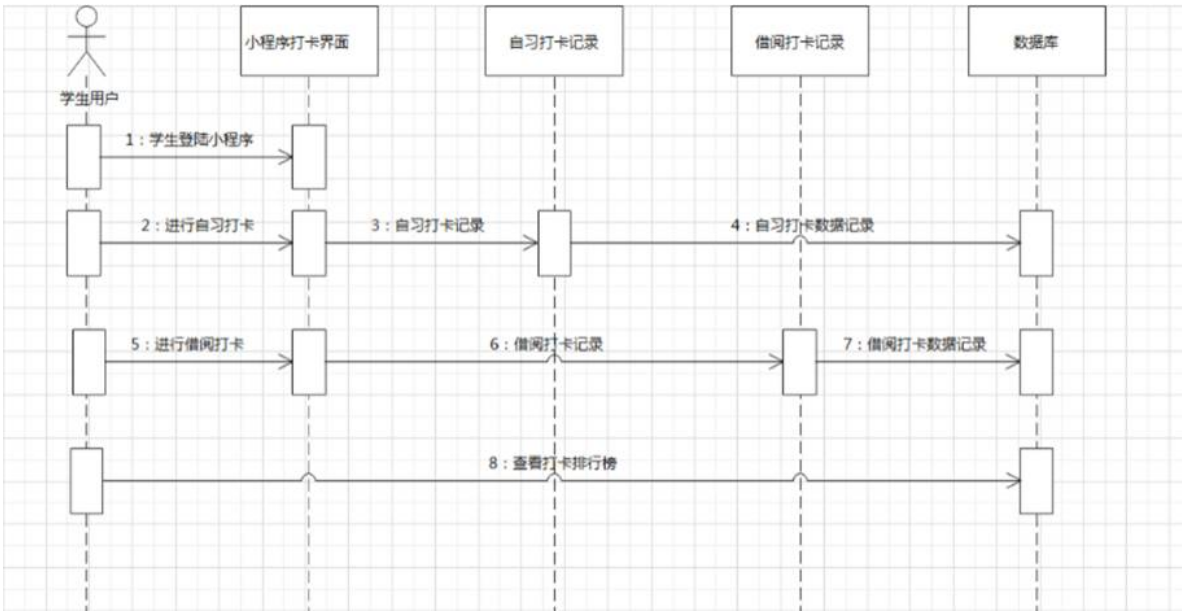 小程序打卡界面
自习打卡记录
借阅打卡记录
数据库
学生用户
1：学生登陆小程序
2：进行自习打卡
3：自习打卡记录
4：自习打卡数据记录
5：进行借阅打卡
6：借阅打卡记录
7：借阅打卡数据记录
8：查看打卡排行榜